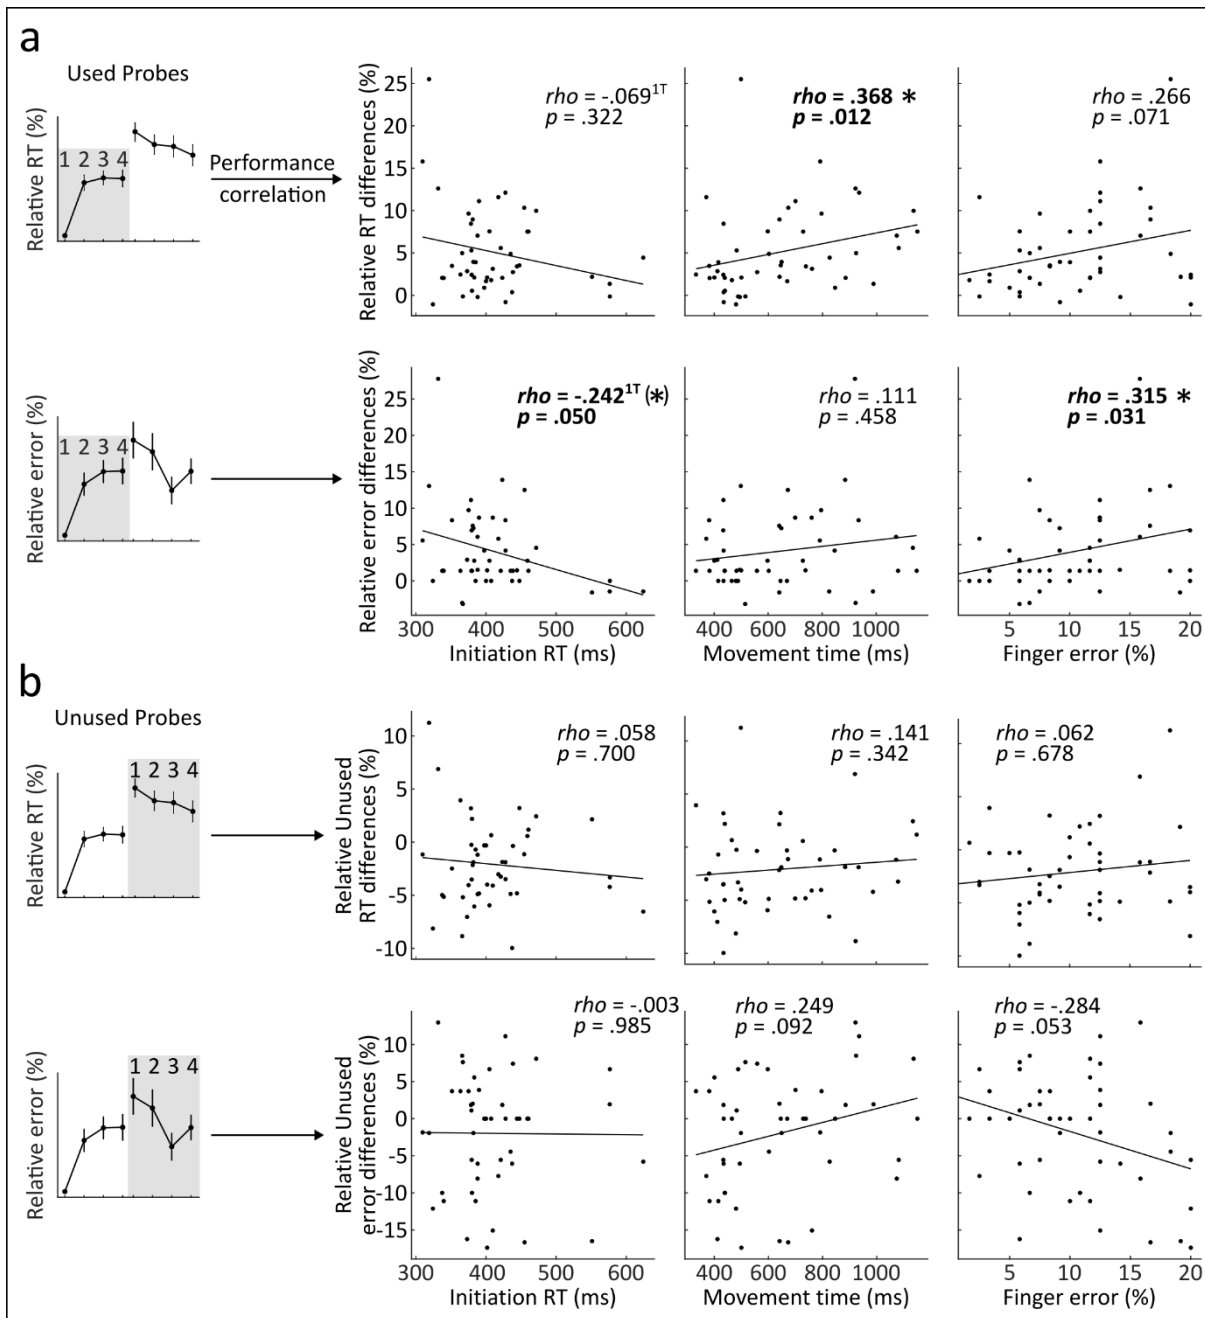 a
Used Probes
Relative RT (%)
1 2 3 4
Performance
correlation
Relative RT differences (%)
25
20
15
10
5
0
rho = -.069¹ᵀ
p = .322
rho = .368 *
p = .012
rho = .266
p = .071
Relative error (%)
1 2 3 4
Relative error differences (%)
25
20
15
10
5
0
rho = -.242¹ᵀ (*)
p = .050
rho = .111
p = .458
rho = .315 *
p = .031
300 400 500 600
Initiation RT (ms)
400 600 800 1000
Movement time (ms)
5 10 15 20
Finger error (%)
b
Unused Probes
Relative RT (%)
1 2 3 4
Relative Unused
RT differences (%)
10
5
0
-5
-10
rho = .058
p = .700
rho = .141
p = .342
rho = .062
p = .678
Relative error (%)
1 2 3 4
Relative Unused
error differences (%)
10
5
0
-5
-10
-15
rho = -.003
p = .985
rho = .249
p = .092
rho = -.284
p = .053
300 400 500 600
Initiation RT (ms)
400 600 800 1000
Movement time (ms)
5 10 15 20
Finger error (%)